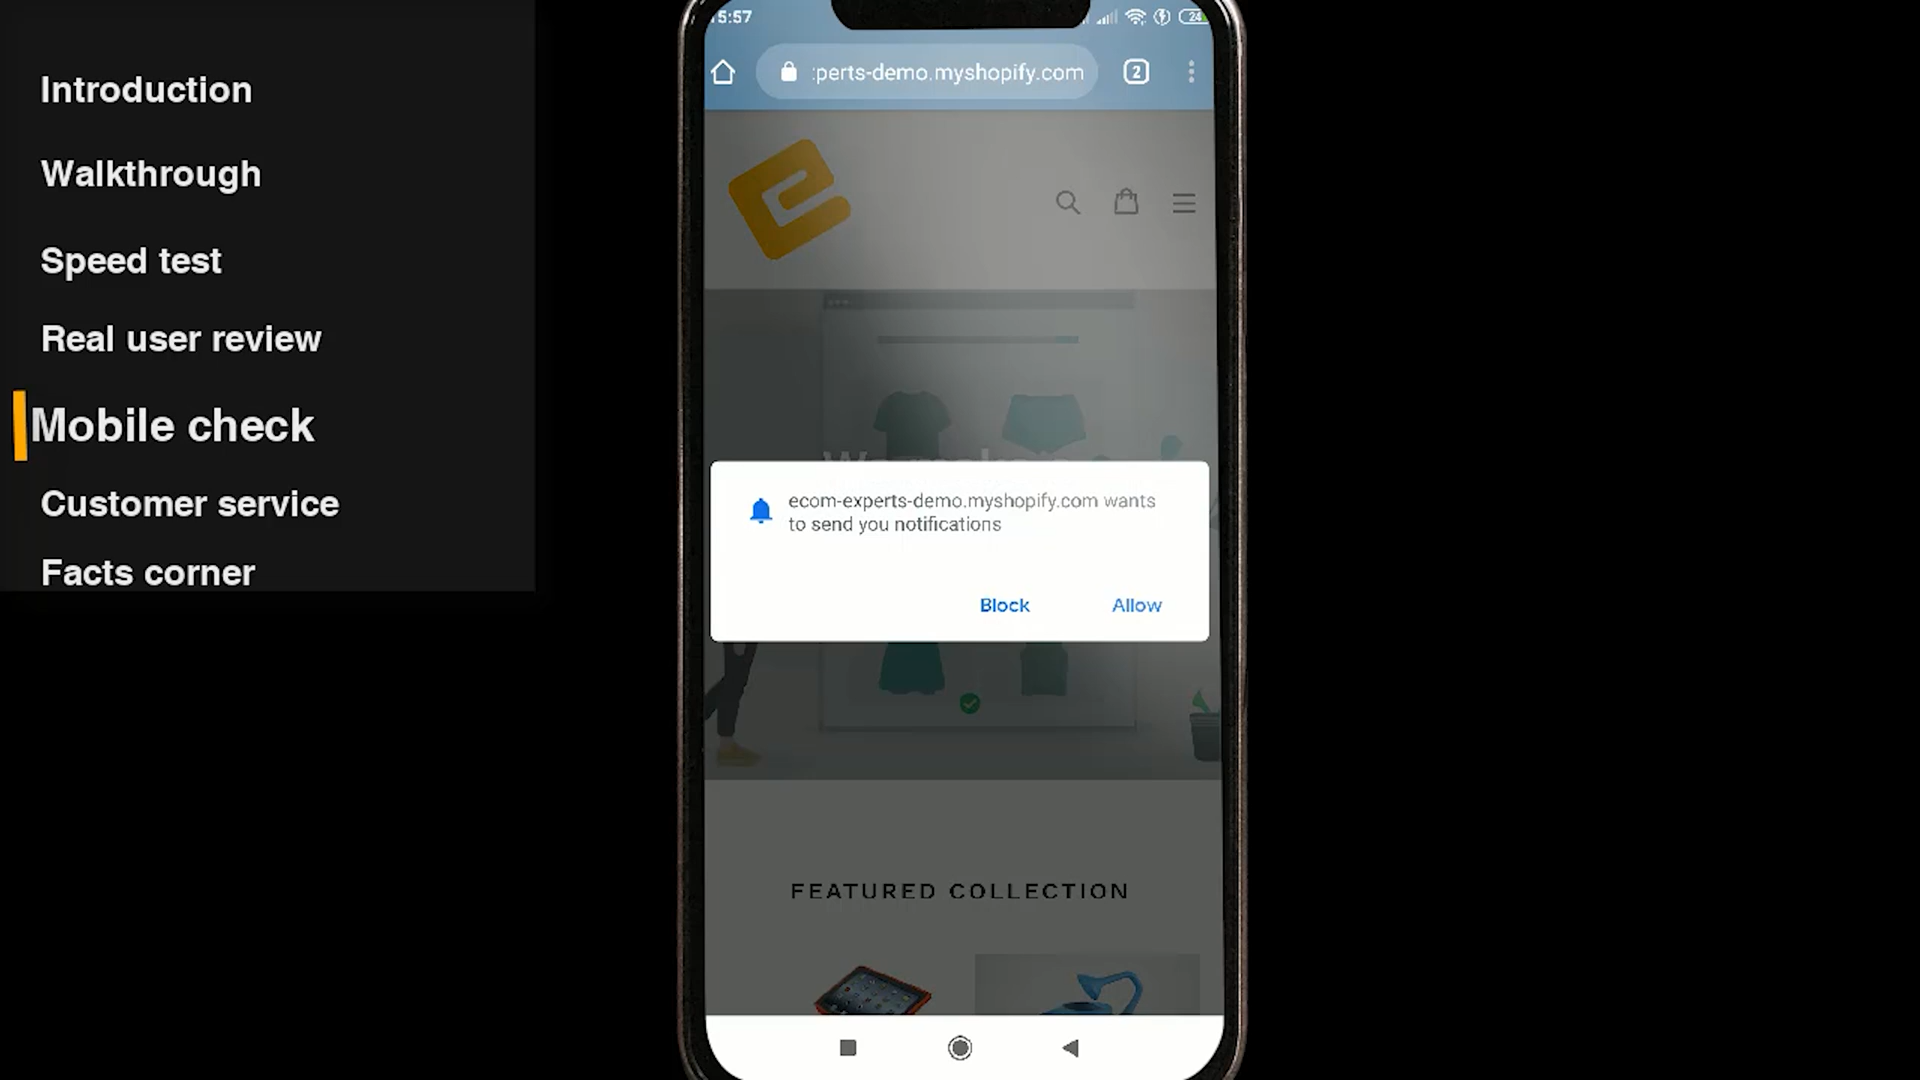 Introduction
Walkthrough
Speed test
Real user review
Mobile check
Customer service
Facts corner
5:57
24
perts-demo.myshopify.com
2
ecom-experts-demo.myshopify.com wants
to send you notifications
Block
Allow
FEATURED COLLECTION